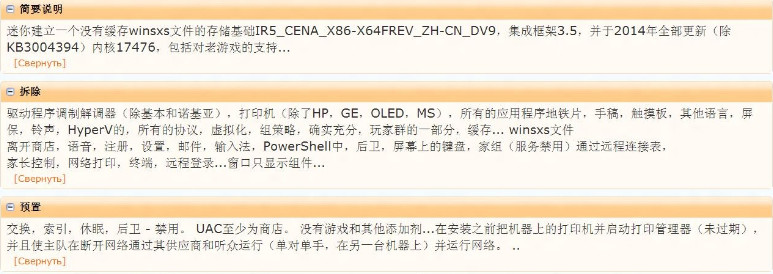 简要说明
迷你建立一个没有缓存winsxs文件的存储基础IR5_CENA_X86-X64FREV_ZH-CN_DV9，集成框架3.5，并于2014年全部更新（除
KB3004394）内核17476，包括对老游戏的支持...
[Свернуть]
拆除
驱动程序调制解调器（除基本和诺基亚），打印机（除了HP，GE，OLED，MS），所有的应用程序地铁片，手稿，触摸板，其他语言，屏
保，铃声，HyperV的，所有的协议，虚拟化，组策略，确实充分，玩家群的一部分，缓存... winsxs文件
离开商店，语音，注册，设置，邮件，输入法，PowerShell中，后卫，屏幕上的键盘，家组（服务禁用）通过远程连接表，
家长控制，网络打印，终端，远程登录...窗口只显示组件...
[Свернуть]
预置
交换，索引，休眠，后卫 - 禁用。 UAC至少为商店。 没有游戏和其他添加剂...在安装之前把机器上的打印机并启动打印管理器（未过期），
并且使主队在断开网络通过其供应商和听众运行（单对单手，在另一台机器上）并运行网络。 ..
[Свернуть]